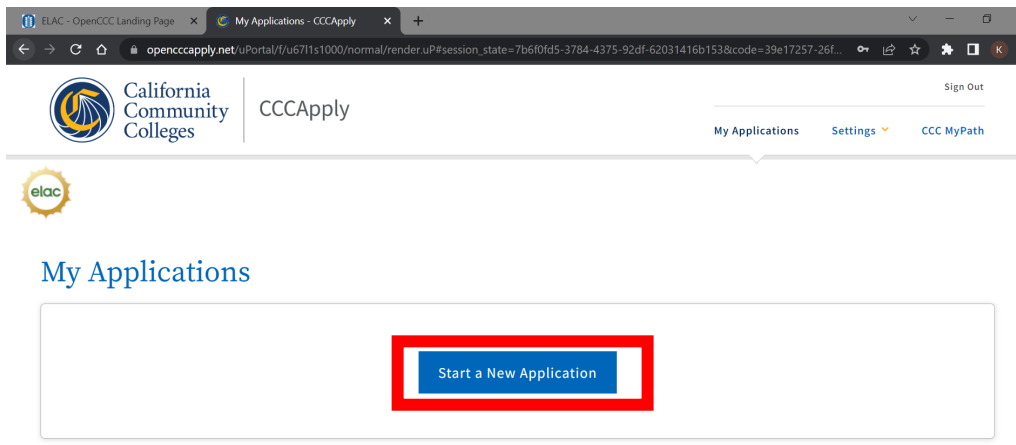 ELAC - OpenCCC Landing Page
My Applications - CCCApply
opencccapply.net/uPortal/f/u67l1s1000/normal/render.uP#session_state=7b6f0fd5-3784-4375-92df-62031416b153&code=39e17257-26f...
K
California
Community
Colleges
CCCApply
Sign Out
My Applications Settings CCC MyPath
elac
My Applications
Start a New Application